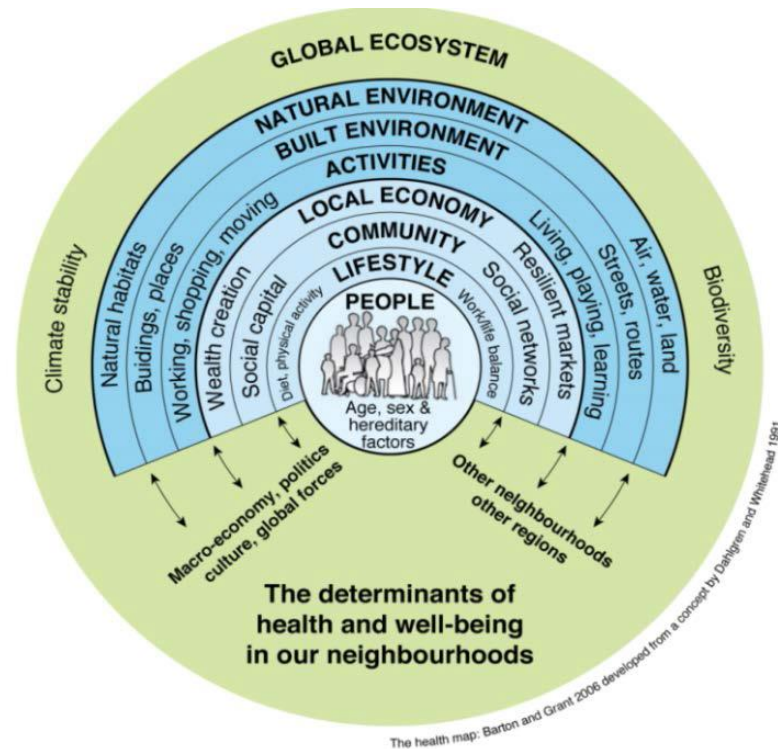 GLOBAL ECOSYSTEM
NATURAL ENVIRONMENT
BUILT ENVIRONMENT
ACTIVITIES
LOCAL ECONOMY
COMMUNITY
LIFESTYLE
PEOPLE
Age, sex &
hereditary
factors
Climate stability
Natural habitats
Buidings, places
Working, shopping, moving
Wealth creation
Social capital
Diet, physical activity
Work/life balance
Social networks
Resilient markets
Living, playing, learning
Streets, routes
Air, water, land
Biodiversity
Macro-economy, politics
culture, global forces
Other neighbourhoods
other regions
The determinants of
health and well-being
in our neighbourhoods
The health map: Barton and Grant 2006 developed from a concept by Dahlgren and Whitehead 1991